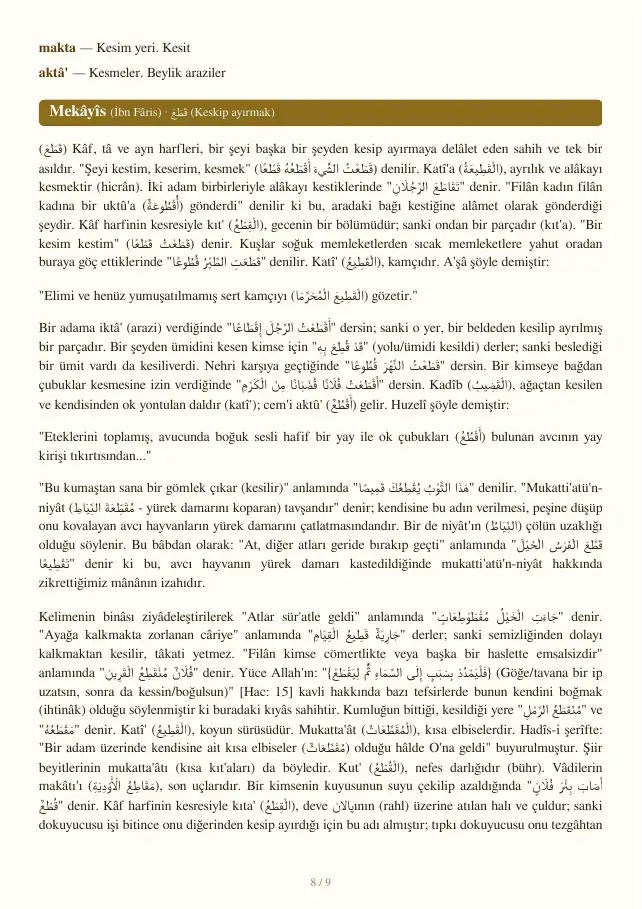 makta — Kesim yeri. Kesit
aktâ' — Kesmeler. Beylik araziler
Mekâyîs (İbn Fâris) · قَطَعَ (Keskip ayırmak)
(قَطَعَ) Kâf, tâ ve ayn harfleri, bir şeyi başka bir şeyden kesip ayırmaya delâlet eden sahih ve tek bir
asıldır. "Şeyi kestim, keserim, kesmek" (قَطَعْتُ الشَّيءَ أَقْطَعُهُ قَطْعًا) denilir. Katî'a (الْقَطِيعَةُ), ayrılık ve alâkayı
kesmektir (hicrân). İki adam birbirleriyle alâkayı kestiklerinde "تَقَاطَعَ الرَّجُلَانِ" denir. "Filân kadın filân
kadına bir uktû'a (أُقْطُوعَةً) gönderdi" denilir ki bu, aradaki bağı kestiğine alâmet olarak gönderdiği
şeydir. Kâf harfinin kesresiyle kıt' (الْقِطْعُ), gecenin bir bölümüdür; sanki ondan bir parçadır (kıt'a). "Bir
kesim kestim" (قَطَعْتُ قَطْعًا) denir. Kuşlar soğuk memleketlerden sıcak memleketlere yahut oradan
buraya göç ettiklerinde "قَطَعَتِ الطَّيْرُ قُطُوعًا" denilir. Katî' (الْقَطِيعُ), kamçıdır. A'şâ şöyle demiştir:
"Elimi ve henüz yumuşatılmamış sert kamçıyı (الْقَطِيعَ الْمُحَرَّمَا) gözetir."
Bir adama iktâ' (arazi) verdiğinde "أَقْطَعْتُ الرَّجُلَ إِقْطَاعًا" dersin; sanki o yer, bir beldeden kesilip ayrılmış
bir parçadır. Bir şeyden ümidini kesen kimse için "قَدْ قُطِعَ بِهِ" (yolu/ümidi kesildi) derler; sanki beslediği
bir ümit vardı da kesiliverdi. Nehri karşıya geçtiğinde "قَطَعْتُ النَّهْرَ قُطُوعًا" dersin. Bir kimseye bağdan
çubuklar kesmesine izin verdiğinde "أَقْطَعْتُ فُلَانًا قُضْبَانًا مِنَ الْكَرْمِ" dersin. Kadîb (الْقَضِيبُ), ağaçtan kesilen
ve kendisinden ok yontulan daldır (katî'); cem'i aktû' (أَقْطُعٌ) gelir. Huzelî şöyle demiştir:
"Eteklerini toplamış, avucunda boğuk sesli hafif bir yay ile ok çubukları (أَقْطُعُ) bulunan avcının yay
kirişi tıkırtısından..."
"Bu kumaştan sana bir gömlek çıkar (kesilir)" anlamında "هَذَا الثَّوْبُ يُقْطِعُكَ قَمِيصًا" denilir. "Mukatti'atü'n-
niyât (مُقَطِّعَةَ النِّيَاطِ - yürek damarını koparan) tavşandır" denir; kendisine bu adın verilmesi, peşine düşüp
onu kovalayan avcı hayvanların yürek damarını çatlatmasındandır. Bir de niyât'ın (النِّيَاطُ) çölün uzaklığı
olduğu söylenir. Bu bâbdan olarak: "At, diğer atları geride bırakıp geçti" anlamında "قَطَّعَ الْفَرَسُ الْخَيْلَ
تَقْطِيعًا" denir ki bu, avcı hayvanın yürek damarı kastedildiğinde mukatti'atü'n-niyât hakkında
zikrettiğimiz mânânın izahıdır.
Kelimenin binâsı ziyâdeleştirilerek "Atlar sür'atle geldi" anlamında "جَاءَتِ الْخَيْلُ مُقْطَوْطِعَاتٍ" denir.
"Ayağa kalkmakta zorlanan câriye" anlamında "جَارِيَةٌ قَطِيعُ الْقِيَامِ" derler; sanki semizliğinden dolayı
kalkmaktan kesilir, tâkati yetmez. "Filân kimse cömertlikte veya başka bir haslette emsalsizdir"
anlamında "فُلَانٌ مُنْقَطِعُ الْقَرِينِ" denir. Yüce Allah'ın: "{فَلْيَمْدُدْ بِسَبَبٍ إِلَى السَّمَاءِ ثُمَّ لِيَقْطَعْ} (Göğe/tavana bir ip
uzatsın, sonra da kessin/boğulsun)" [Hac: 15] kavli hakkında bazı tefsirlerde bunun kendini boğmak
(ihtinâk) olduğu söylenmiştir ki buradaki kıyâs sahihtir. Kumluğun bittiği, kesildiği yere "مُنْقَطَعُ الرَّمْلِ" ve
"مَقْطَعُهُ" denir. Katî' (الْقَطِيعُ), koyun sürüsüdür. Mukatta'ât (الْمُقَطَّعَاتُ), kısa elbiselerdir. Hadîs-i şerîfte:
"Bir adam üzerinde kendisine ait kısa elbiseler (مُقَطَّعَاتٌ) olduğu hâlde O'na geldi" buyurulmuştur. Şiir
beyitlerinin mukatta'âtı (kısa kıt'aları) da böyledir. Kut' (الْقُطْعُ), nefes darlığıdır (bühr). Vâdilerin
makâtı'ı (مَقَاطِعُ الْأَوْدِيَةِ), son uçlarıdır. Bir kimsenin kuyusunun suyu çekilip azaldığında "أَصَابَ بِئْرَ فُلَانٍ
قُطْعٌ" denir. Kâf harfinin kesresiyle kıta' (الْقِطْعُ), deve پالانın (rahl) üzerine atılan halı ve çuldur; sanki
dokuyucusu işi bitince onu diğerinden kesip ayırdığı için bu adı almıştır; tıpkı dokuyucusu onu tezgâhtan
8 / 9